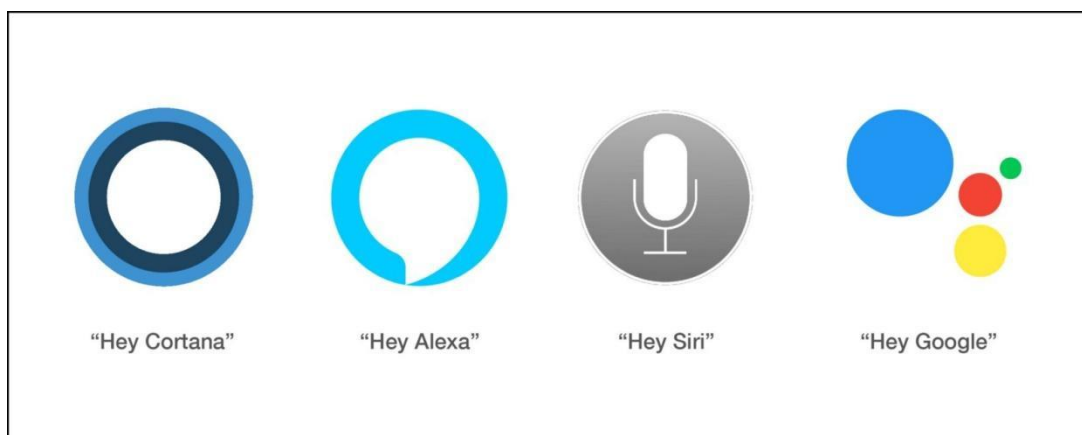 “Hey Cortana”
“Hey Alexa”
“Hey Siri”
“Hey Google”